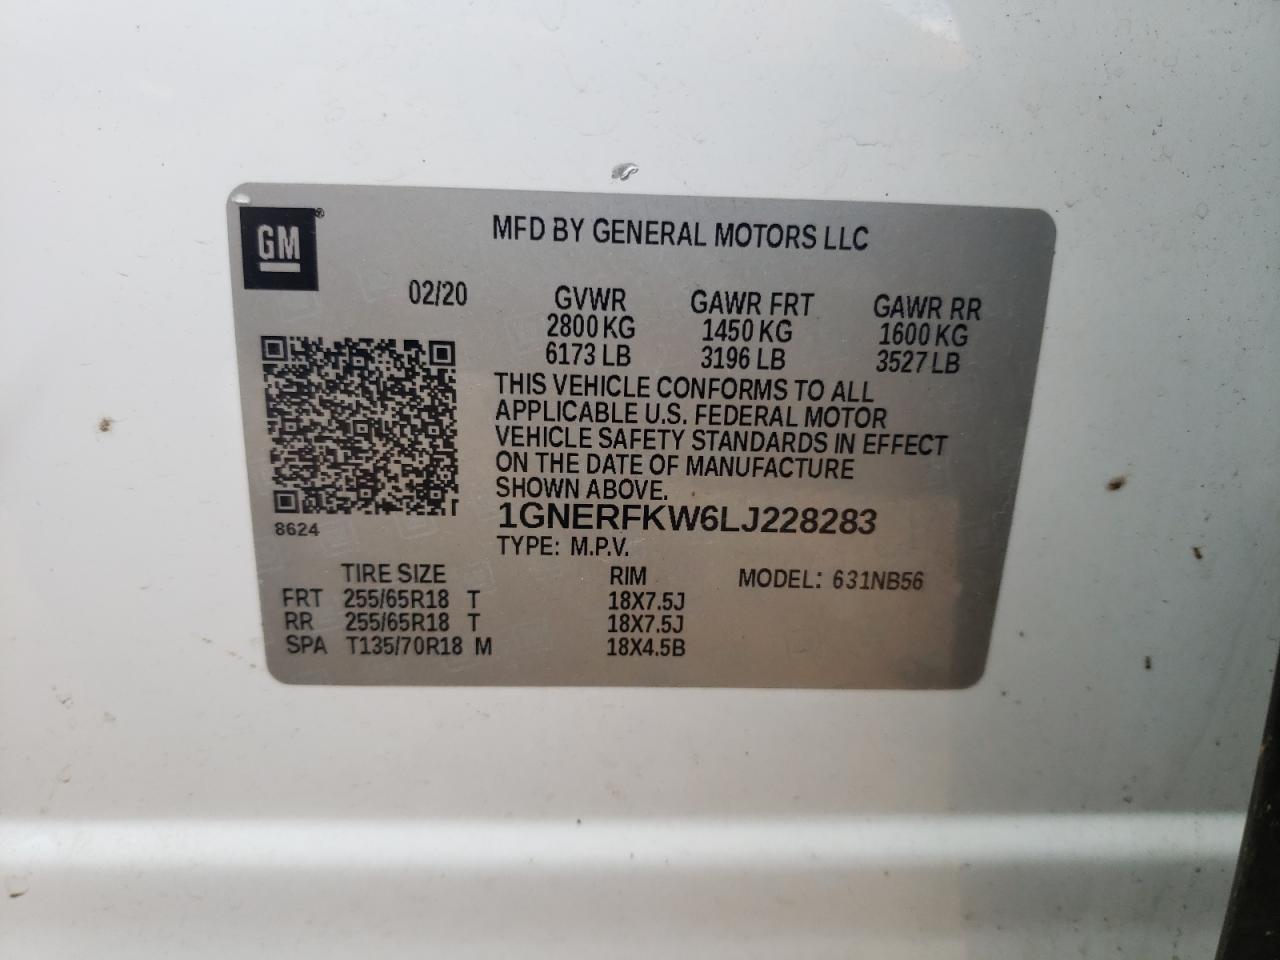 GM®
MFD BY GENERAL MOTORS LLC
02/20 GVWR GAWR FRT GAWR RR
2800 KG 1450 KG 1600 KG
6173 LB 3196 LB 3527 LB
THIS VEHICLE CONFORMS TO ALL
APPLICABLE U.S. FEDERAL MOTOR
VEHICLE SAFETY STANDARDS IN EFFECT
ON THE DATE OF MANUFACTURE
SHOWN ABOVE.
8624
1GNERFKW6LJ228283
TYPE: M.P.V.
TIRE SIZE RIM MODEL: 631NB56
FRT 255/65R18 T 18X7.5J
RR 255/65R18 T 18X7.5J
SPA T135/70R18 M 18X4.5B